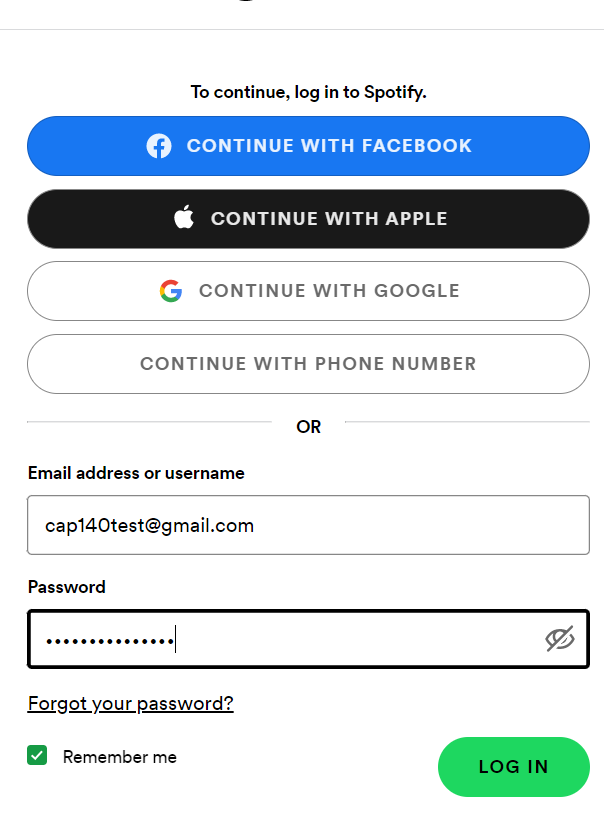 To continue, log in to Spotify.
CONTINUE WITH FACEBOOK
CONTINUE WITH APPLE
CONTINUE WITH GOOGLE
CONTINUE WITH PHONE NUMBER
OR
Email address or username
cap140test@gmail.com
Password
•••••••••••••••
Forgot your password?
Remember me
LOG IN